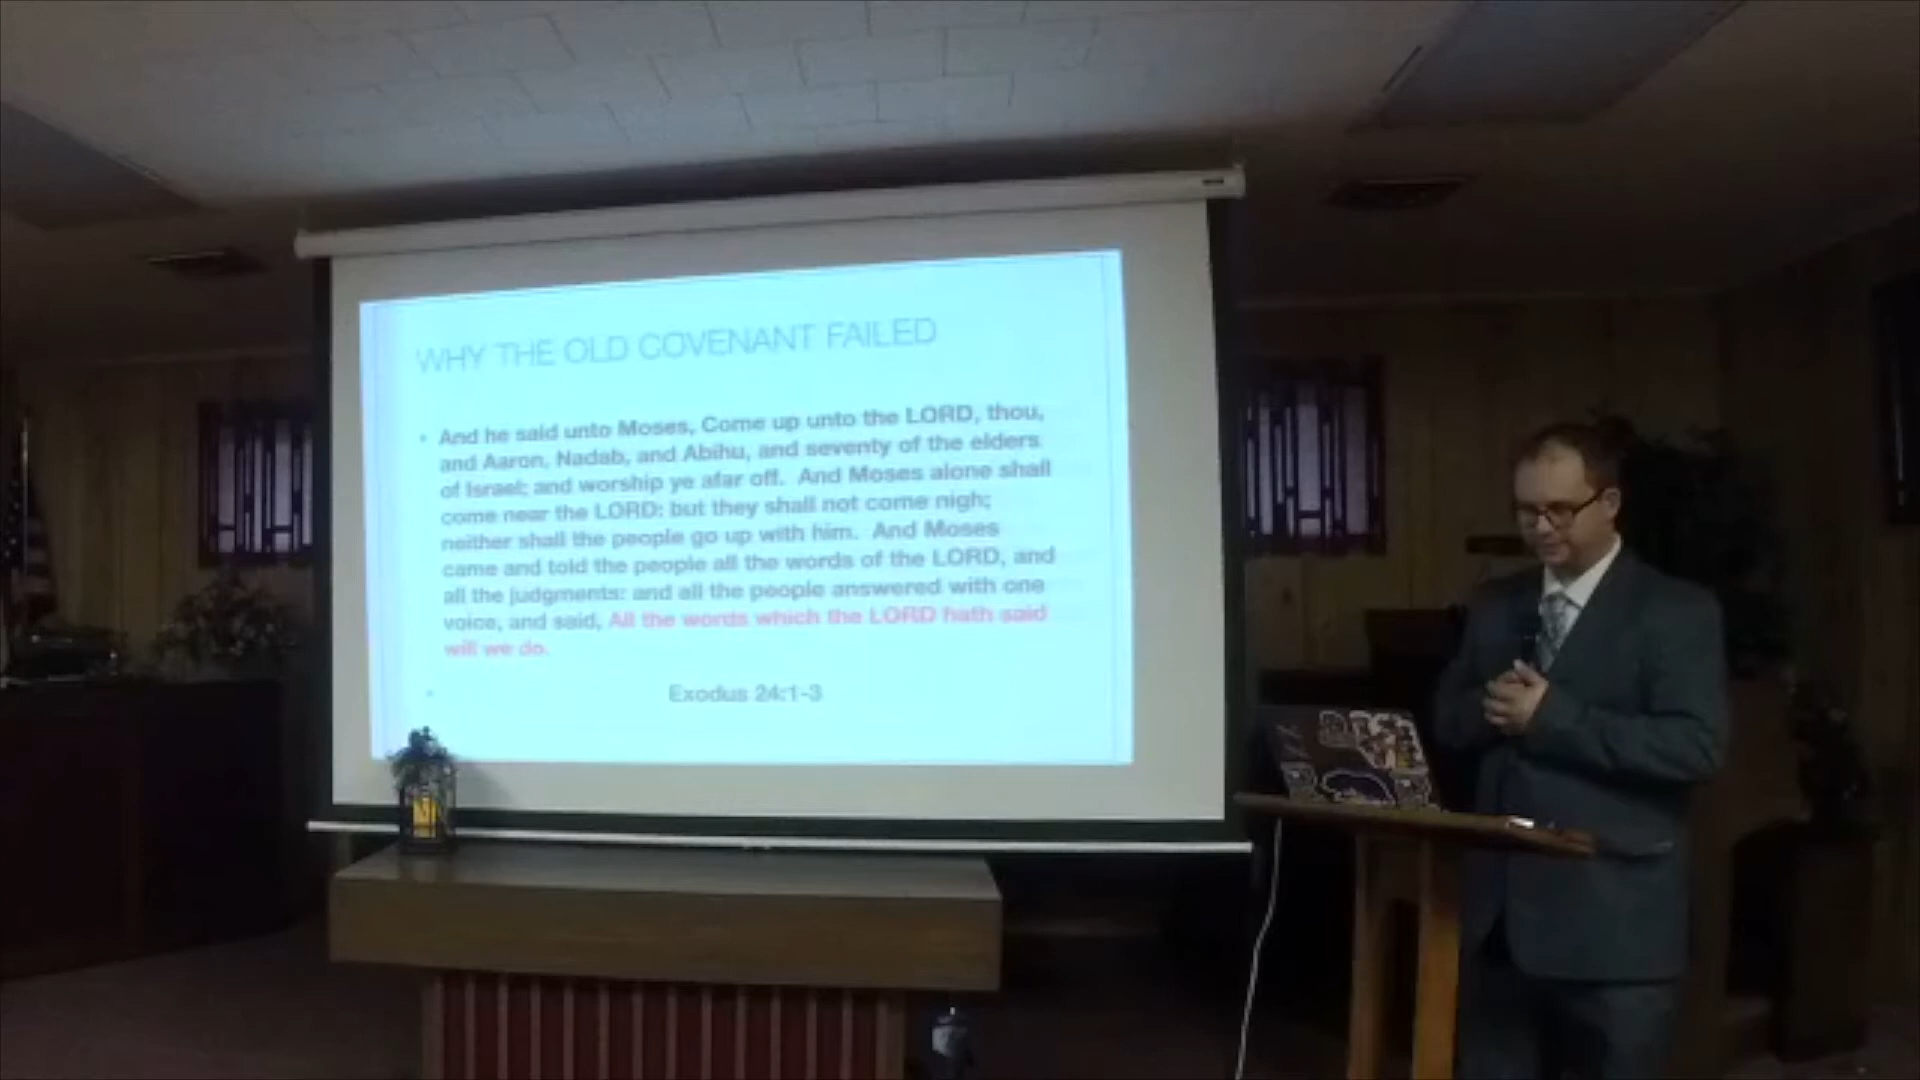 WHY THE OLD COVENANT FAILED
• And he said unto Moses, Come up unto the LORD, thou,
and Aaron, Nadab, and Abihu, and seventy of the elders
of Israel; and worship ye afar off. And Moses alone shall
come near the LORD: but they shall not come nigh;
neither shall the people go up with him. And Moses
came and told the people all the words of the LORD, and
all the judgments: and all the people answered with one
voice, and said, All the words which the LORD hath said
will we do.
• Exodus 24:1-3